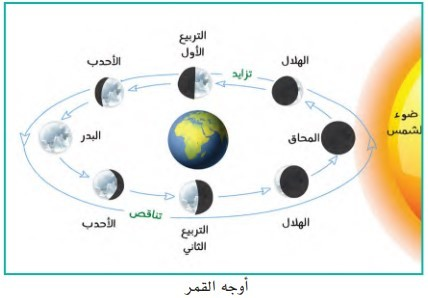 التربيع
الأول
الأحدب
الهلال
تزايد
ضوء
الشمس
المحاق
البدر
تناقص
الهلال
الأحدب
التربيع
الثاني
أوجه القمر